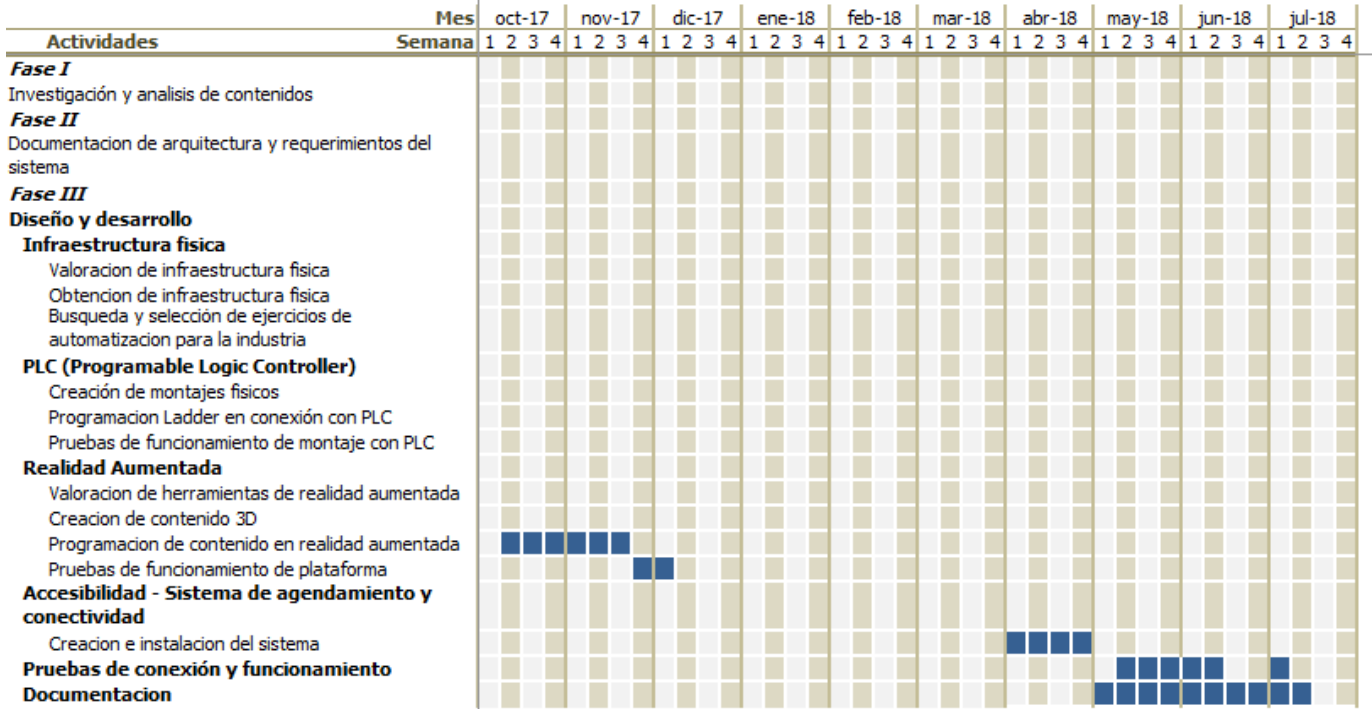 Mes oct-17 nov-17 dic-17 ene-18 feb-18 mar-18 abr-18 may-18 jun-18 jul-18
Actividades Semana 1 2 3 4 1 2 3 4 1 2 3 4 1 2 3 4 1 2 3 4 1 2 3 4 1 2 3 4 1 2 3 4 1 2 3 4 1 2 3 4
Fase I
Investigación y analisis de contenidos
Fase II
Documentacion de arquitectura y requerimientos del
sistema
Fase III
Diseño y desarrollo
Infraestructura fisica
Valoracion de infraestructura fisica
Obtencion de infraestructura fisica
Busqueda y selección de ejercicios de
automatizacion para la industria
PLC (Programable Logic Controller)
Creación de montajes fisicos
Programacion Ladder en conexión con PLC
Pruebas de funcionamiento de montaje con PLC
Realidad Aumentada
Valoracion de herramientas de realidad aumentada
Creacion de contenido 3D
Programacion de contenido en realidad aumentada
Pruebas de funcionamiento de plataforma
Accesibilidad - Sistema de agendamiento y
conectividad
Creacion e instalacion del sistema
Pruebas de conexión y funcionamiento
Documentacion